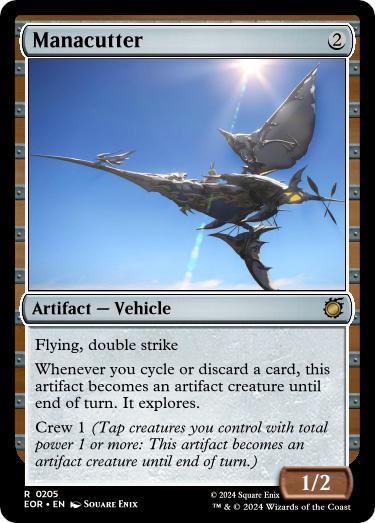 Manacutter 2
Artifact — Vehicle
Flying, double strike
Whenever you cycle or discard a card, this
artifact becomes an artifact creature until
end of turn. It explores.
Crew 1 (Tap creatures you control with total
power 1 or more: This artifact becomes an
artifact creature until end of turn.)
1/2
R 0205
EOR • EN SQUARE ENIX
© 2024 Square Enix
™ & © 2024 Wizards of the Coast